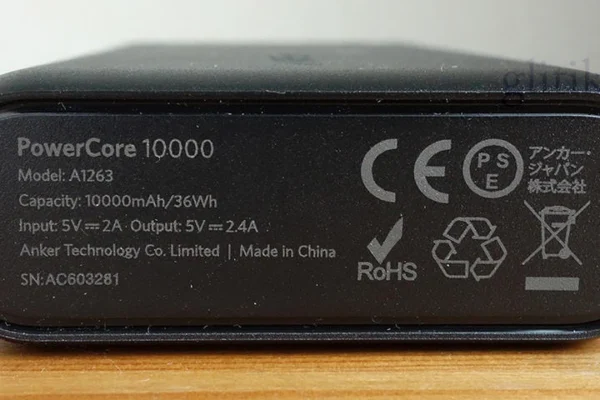 PowerCore 10000
Model: A1263
Capacity: 10000mAh/36Wh
Input: 5V⎓2A Output: 5V⎓2.4A
Anker Technology Co. Limited | Made in China
SN:AC603281
CE
PSE
アンカー・
ジャパン
株式会社
RoHS